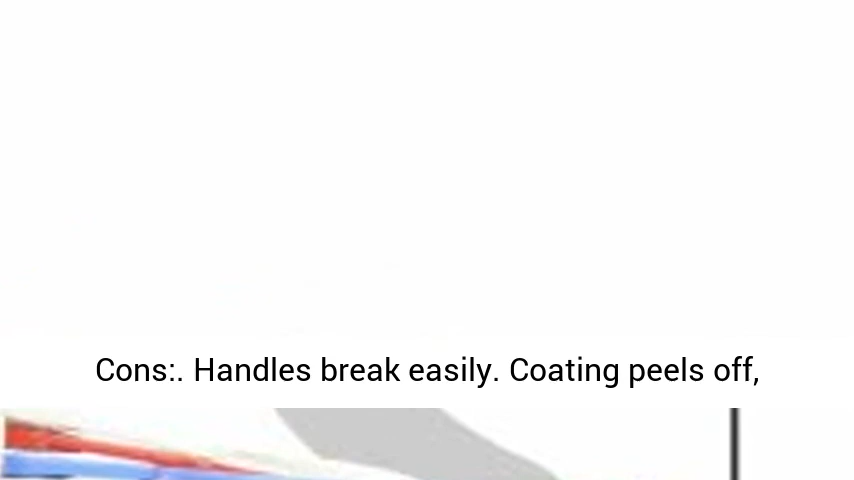 Cons:. Handles break easily. Coating peels off,